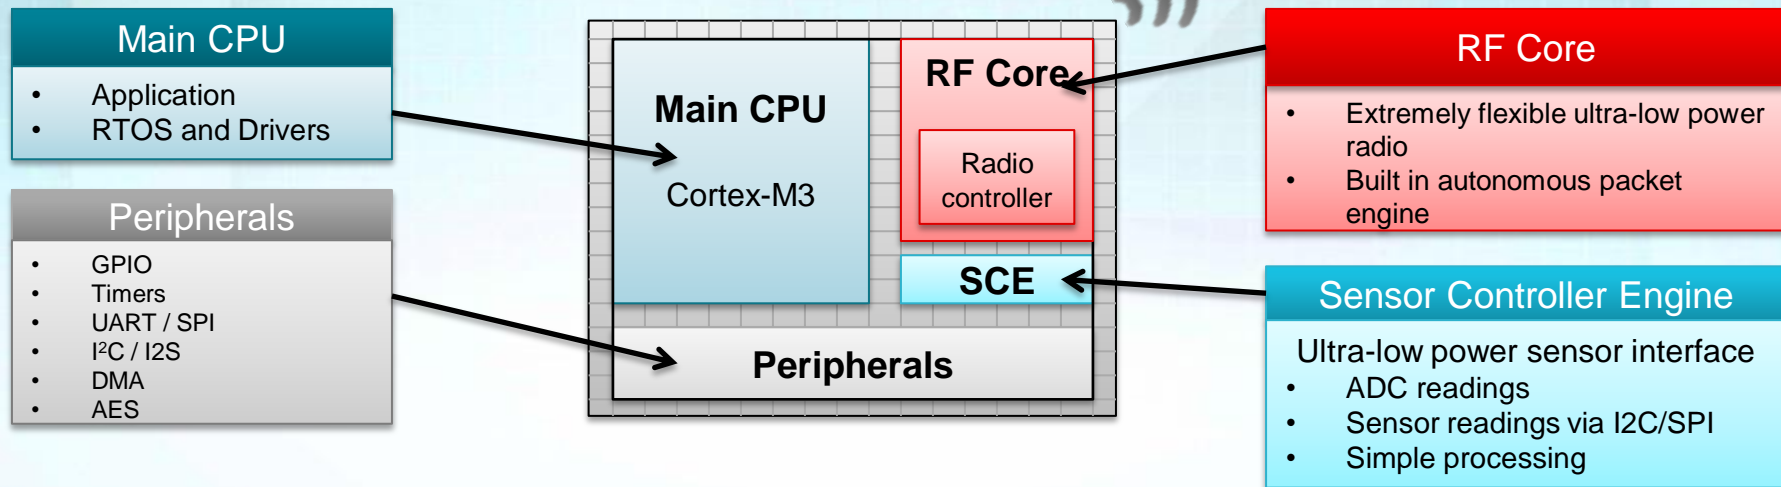 Main CPU
• Application
• RTOS and Drivers
Peripherals
• GPIO
• Timers
• UART / SPI
• I²C / I2S
• DMA
• AES
Main CPU
Cortex-M3
RF Core
Radio
controller
SCE
Peripherals
RF Core
• Extremely flexible ultra-low power
radio
• Built in autonomous packet
engine
Sensor Controller Engine
Ultra-low power sensor interface
• ADC readings
• Sensor readings via I2C/SPI
• Simple processing